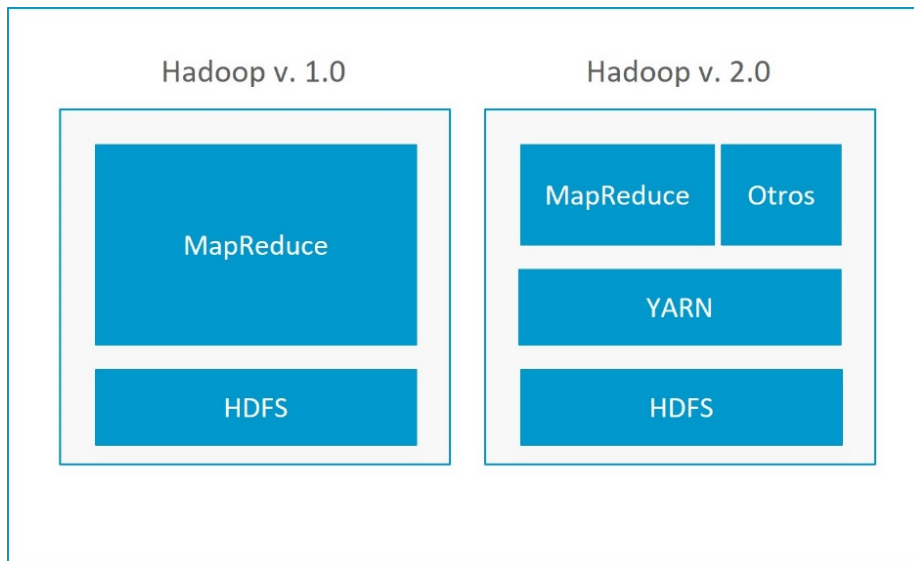 Hadoop v. 1.0
MapReduce
HDFS
Hadoop v. 2.0
MapReduce
Otros
YARN
HDFS